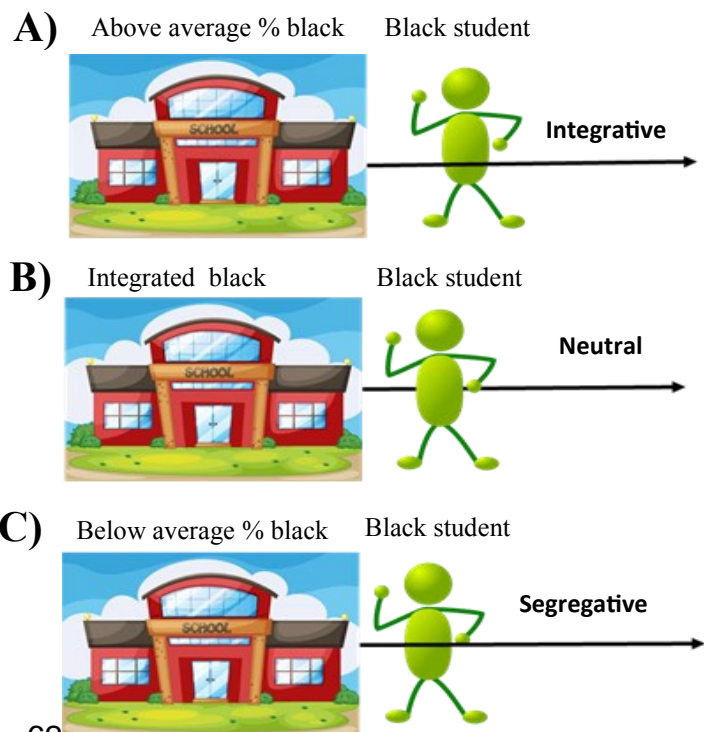 A) Above average % black Black student
SCHOOL
Integrative
B) Integrated black Black student
SCHOOL
Neutral
C) Below average % black Black student
SCHOOL
Segregative